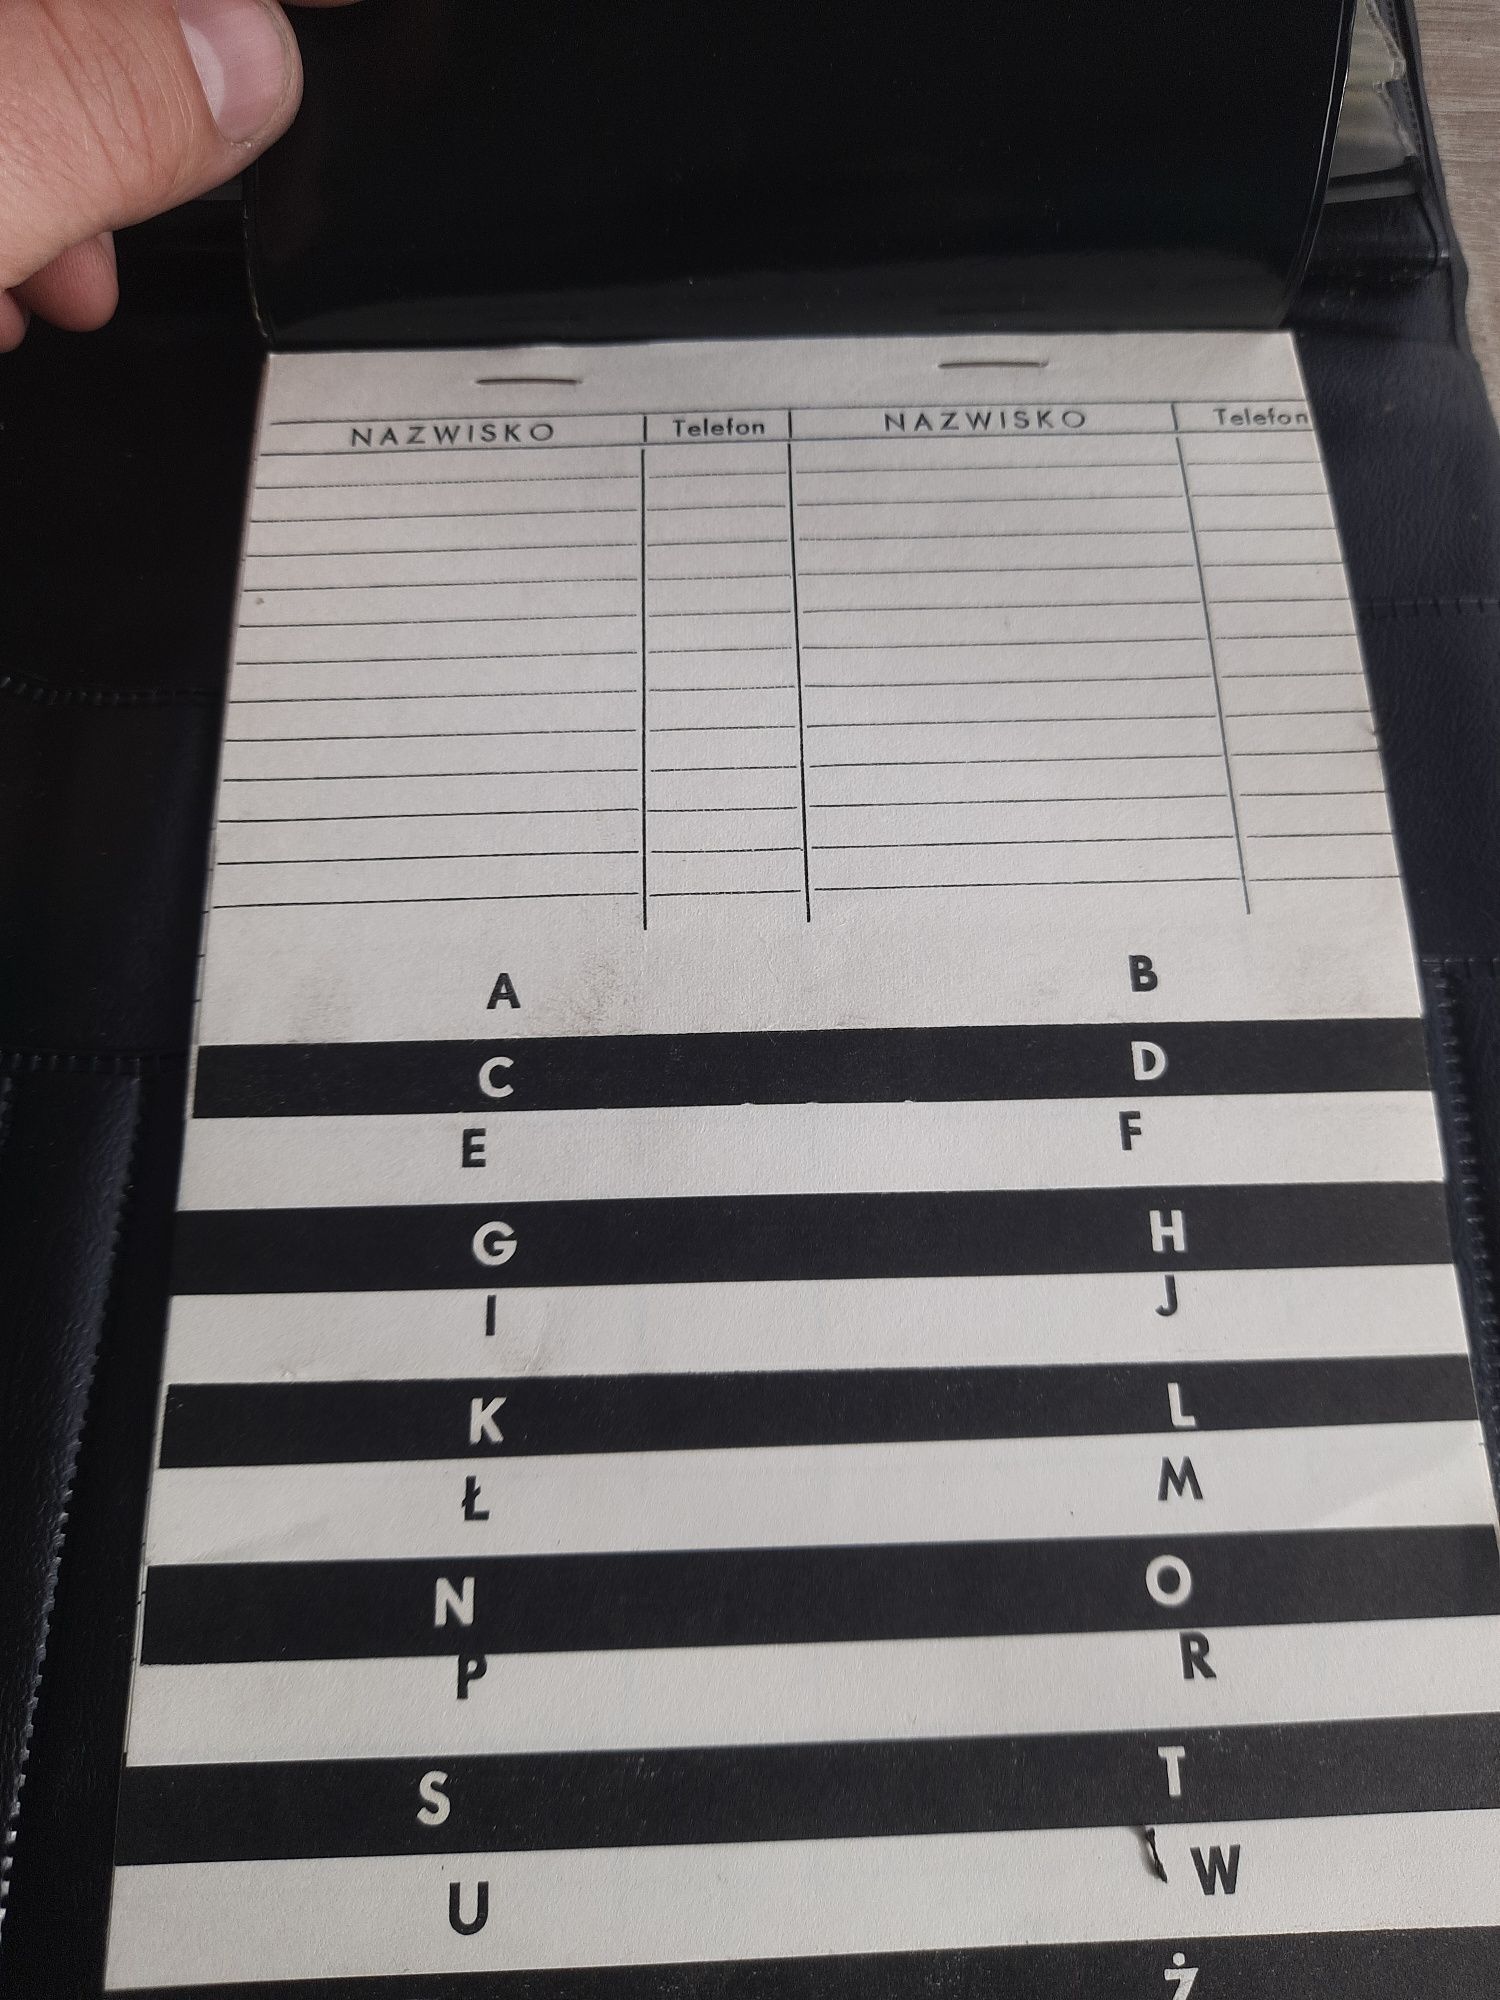 NAZWISKO Telefon NAZWISKO Telefon
A B
C D
E F
G H
I J
K L
Ł M
N O
P R
S T
U W
Ż